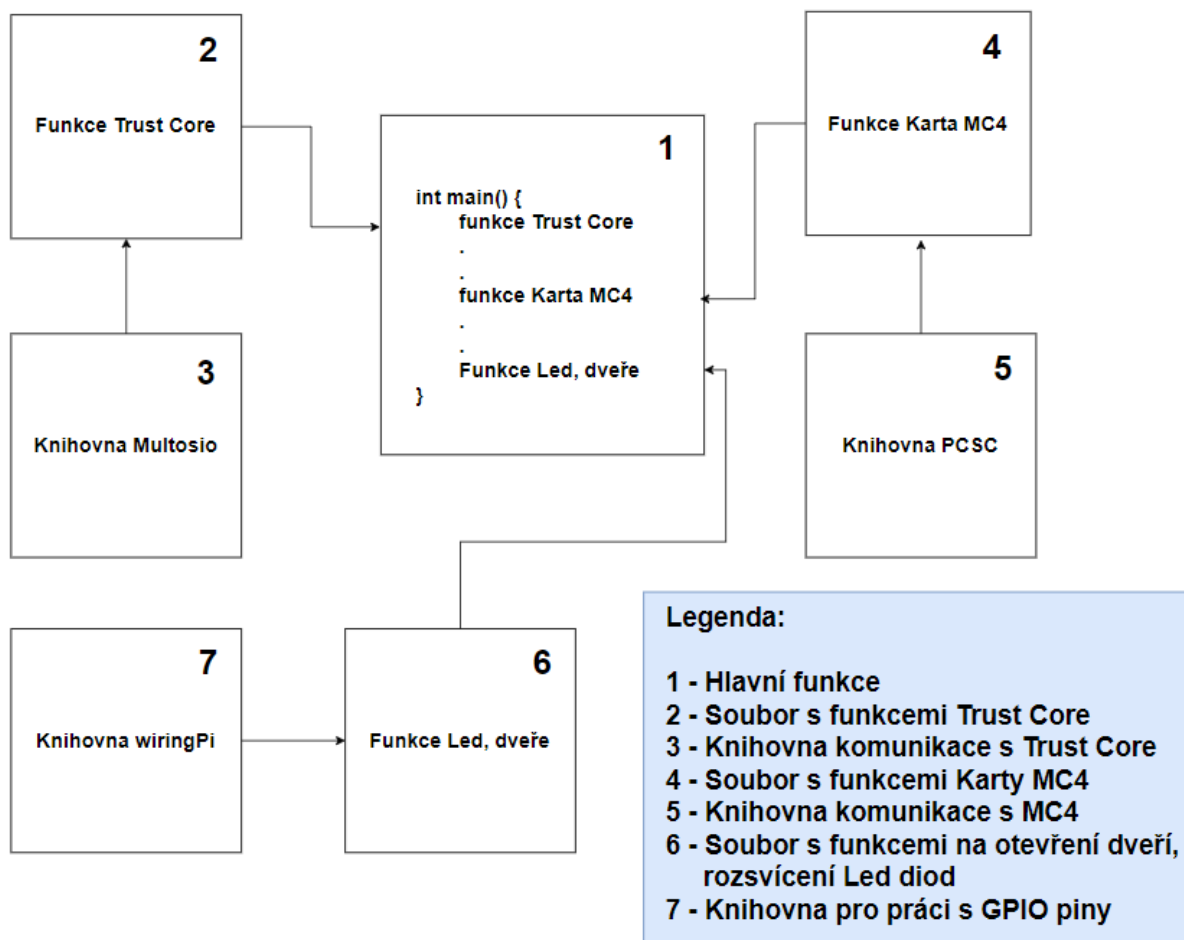 2
Funkce Trust Core
1
int main() {
funkce Trust Core
.
.
funkce Karta MC4
.
.
Funkce Led, dveře
}
4
Funkce Karta MC4
3
Knihovna Multosio
5
Knihovna PCSC
7
Knihovna wiringPi
6
Funkce Led, dveře
Legenda:
1 - Hlavní funkce
2 - Soubor s funkcemi Trust Core
3 - Knihovna komunikace s Trust Core
4 - Soubor s funkcemi Karty MC4
5 - Knihovna komunikace s MC4
6 - Soubor s funkcemi na otevření dveří,
rozsvícení Led diod
7 - Knihovna pro práci s GPIO piny